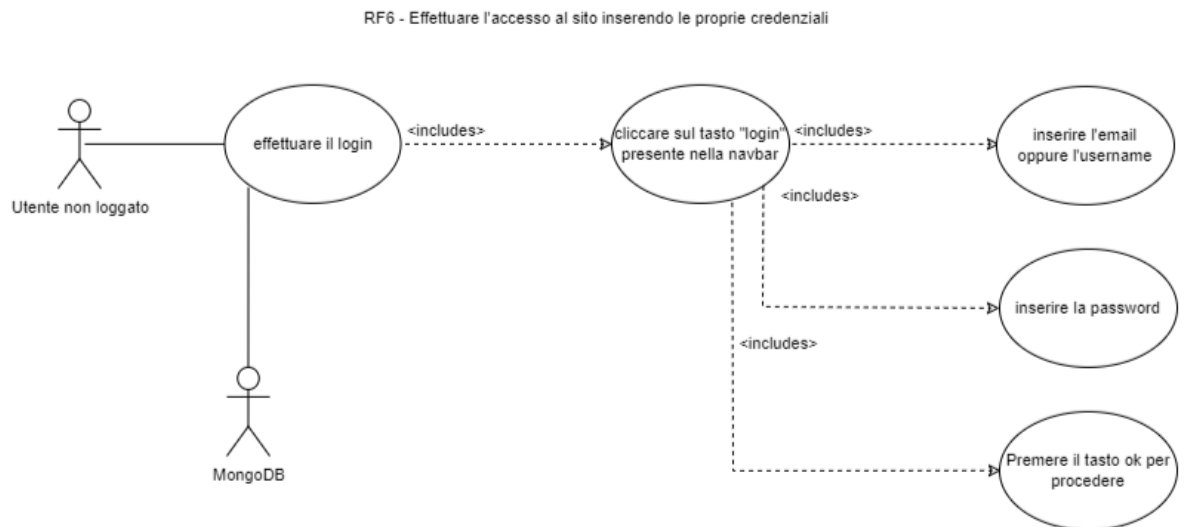 RF6 - Effettuare l'accesso al sito inserendo le proprie credenziali
effettuare il login
<includes>
cliccare sul tasto "login"
presente nella navbar
<includes>
inserire l'email
oppure l'username
Utente non loggato
<includes>
inserire la password
<includes>
MongoDB
Premere il tasto ok per
procedere